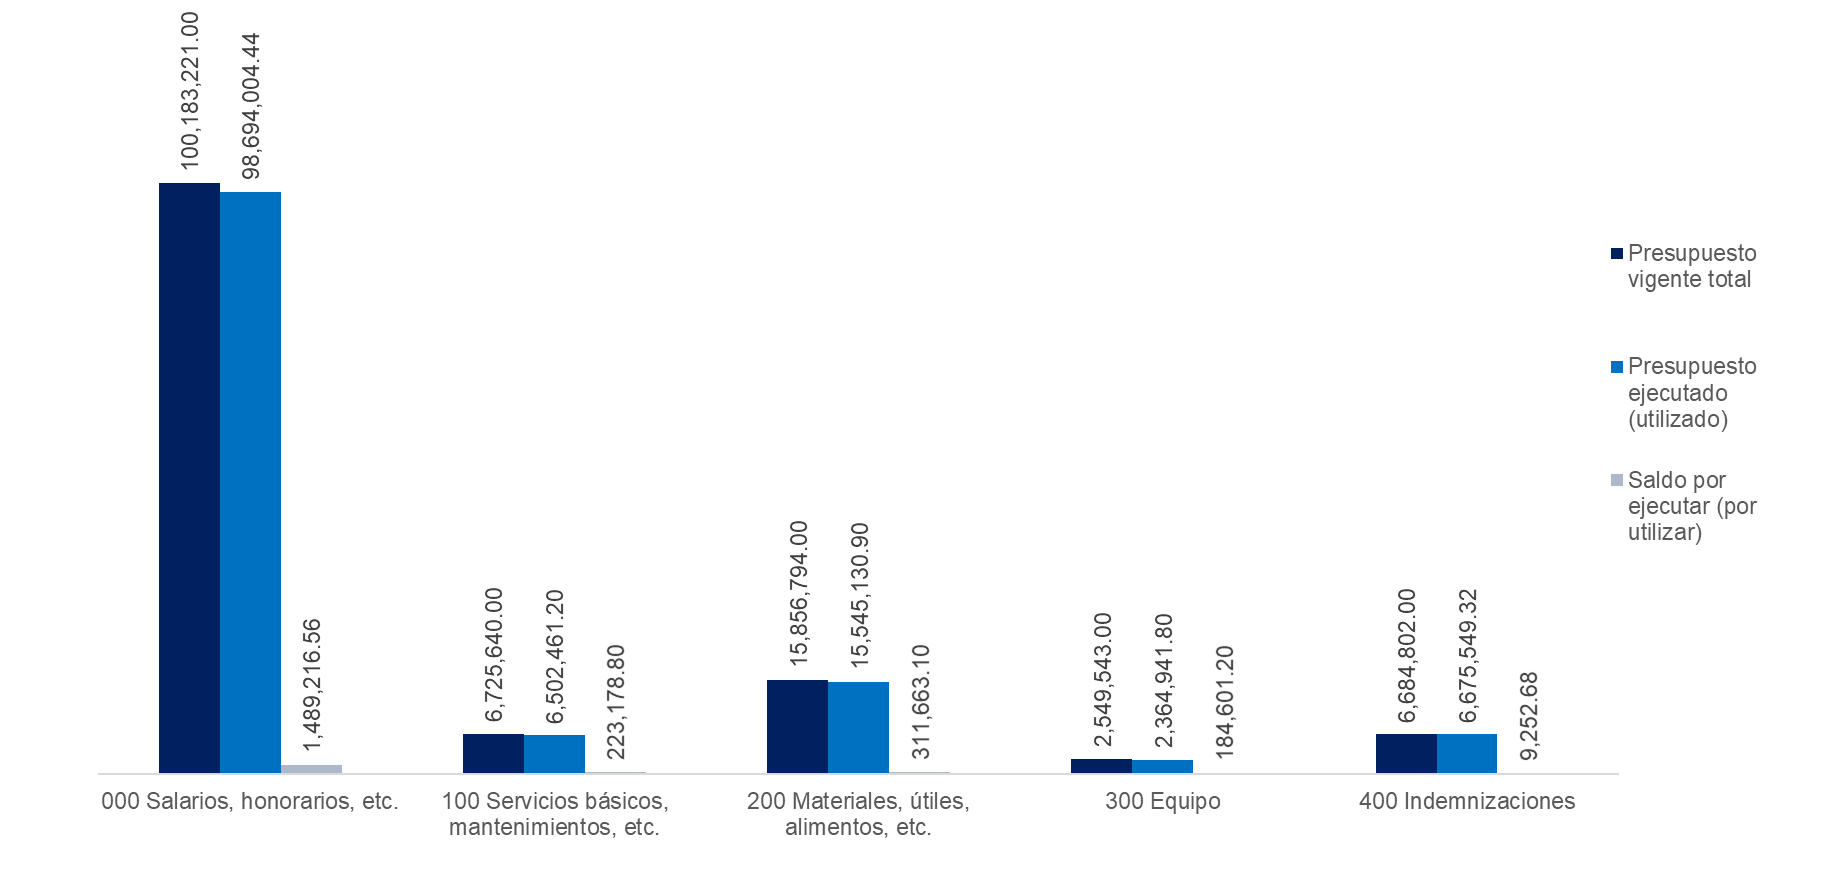 100,183,221.00
98,694,004.44
1,489,216.56
6,725,640.00
6,502,461.20
223,178.80
15,856,794.00
15,545,130.90
311,663.10
2,549,543.00
2,364,941.80
184,601.20
6,684,802.00
6,675,549.32
9,252.68
000 Salarios, honorarios, etc.
100 Servicios básicos,
mantenimientos, etc.
200 Materiales, útiles,
alimentos, etc.
300 Equipo
400 Indemnizaciones
Presupuesto
vigente total
Presupuesto
ejecutado
(utilizado)
Saldo por
ejecutar (por
utilizar)